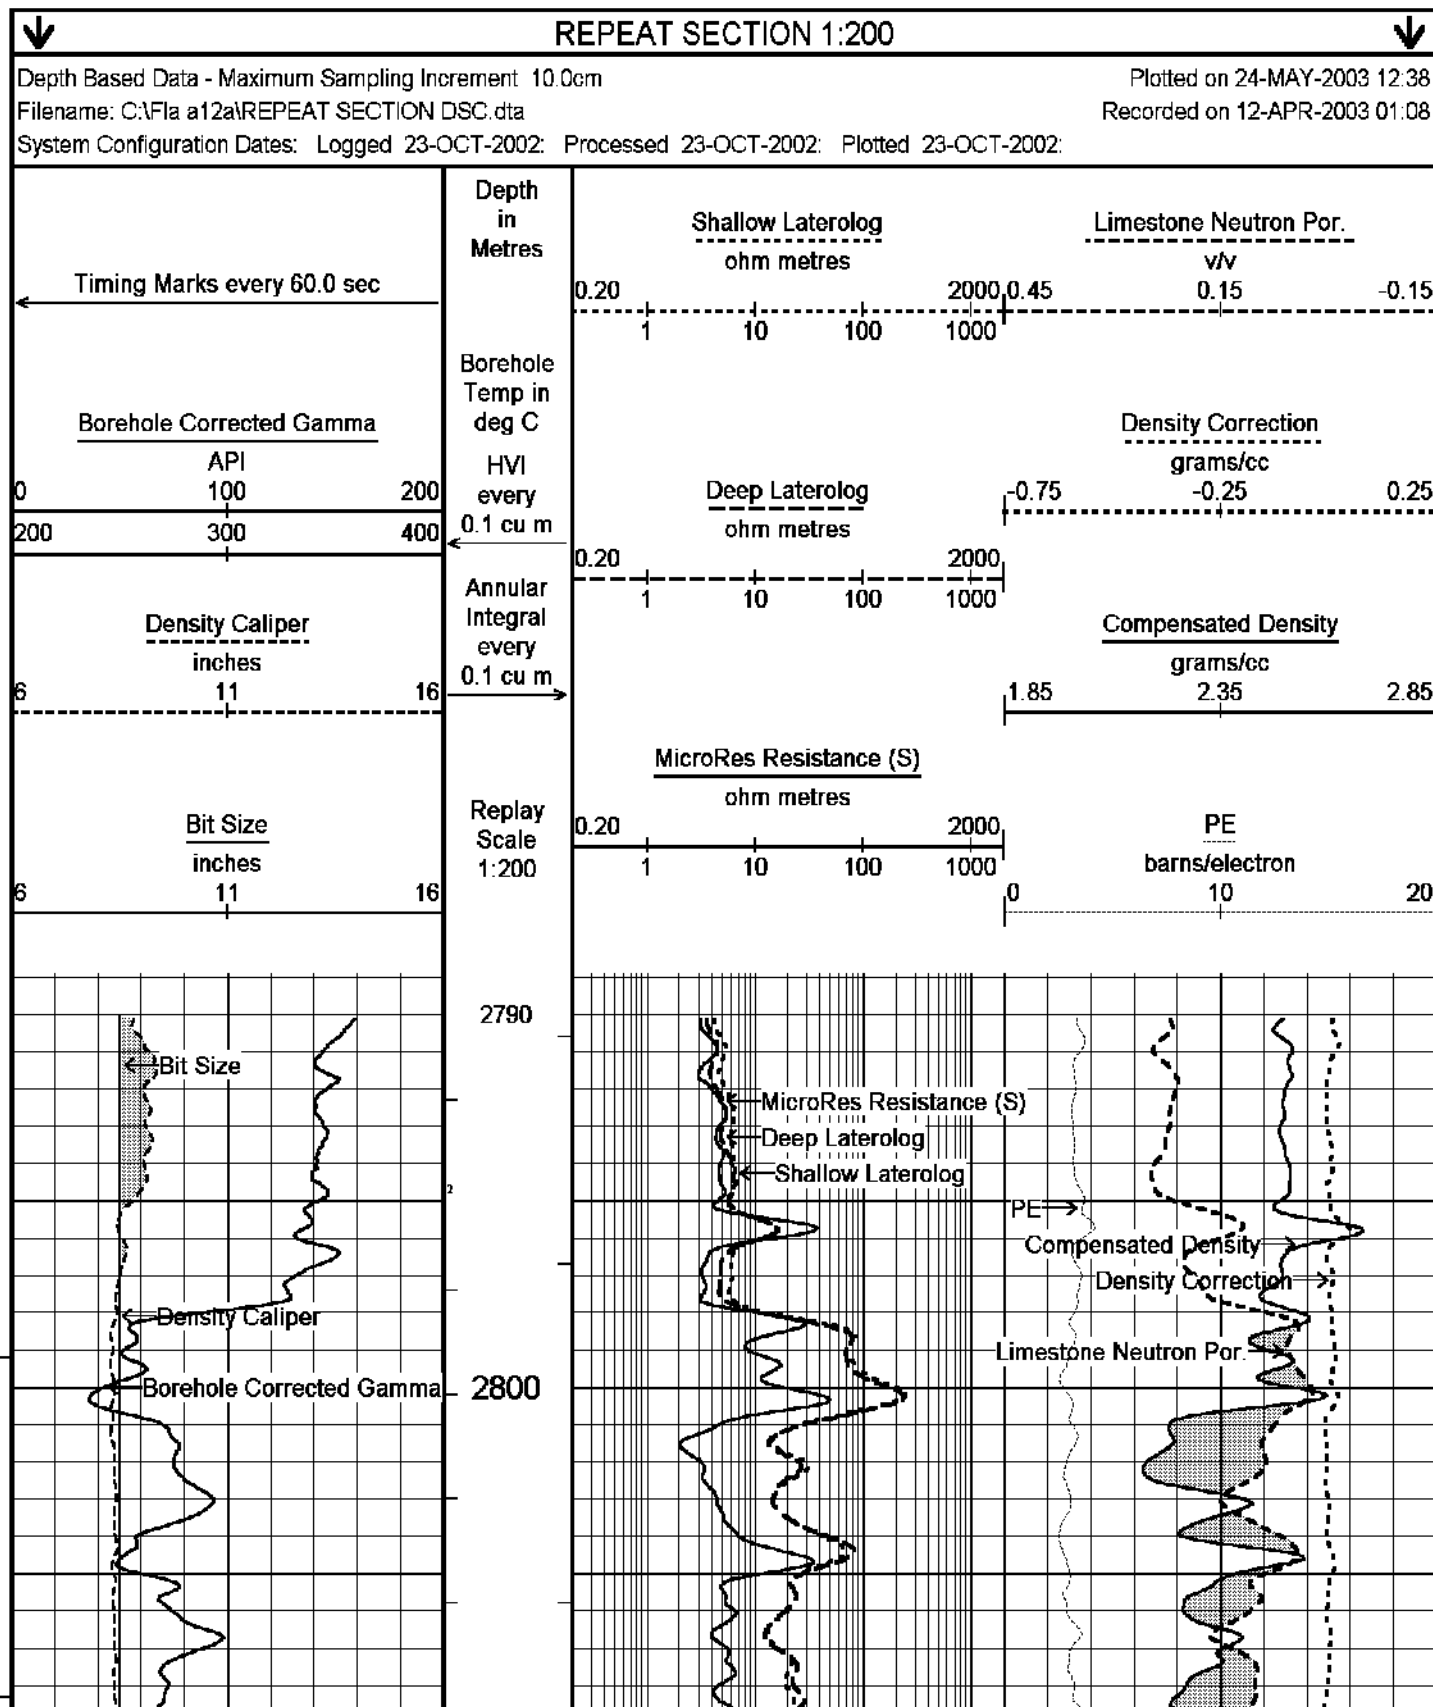 REPEAT SECTION 1:200
Depth Based Data - Maximum Sampling Increment 10.0cm
Plotted on 24-MAY-2003 12:38
Filename: C:\Fla a12a\REPEAT SECTION DSC.dta
Recorded on 12-APR-2003 01:08
System Configuration Dates: Logged 23-OCT-2002: Processed 23-OCT-2002: Plotted 23-OCT-2002:
Timing Marks every 60.0 sec
Borehole Corrected Gamma
API
0 100 200
200 300 400
Density Caliper
inches
6 11 16
Bit Size
inches
6 11 16
Depth
in
Metres
Borehole
Temp in
deg C
HVI
every
0.1 cu m
Annular
Integral
every
0.1 cu m
Replay
Scale
1:200
Shallow Laterolog
ohm metres
0.20 2000
1 10 100 1000
Deep Laterolog
ohm metres
0.20 2000
1 10 100 1000
MicroRes Resistance (S)
ohm metres
0.20 2000
1 10 100 1000
Limestone Neutron Por.
v/v
0.45 0.15 -0.15
Density Correction
grams/cc
-0.75 -0.25 0.25
Compensated Density
grams/cc
1.85 2.35 2.85
PE
barns/electron
0 10 20
2790
Bit Size
MicroRes Resistance (S)
Deep Laterolog
Shallow Laterolog
2
PE
Compensated Density
Density Correction
Density Caliper
Limestone Neutron Por.
Borehole Corrected Gamma
2800